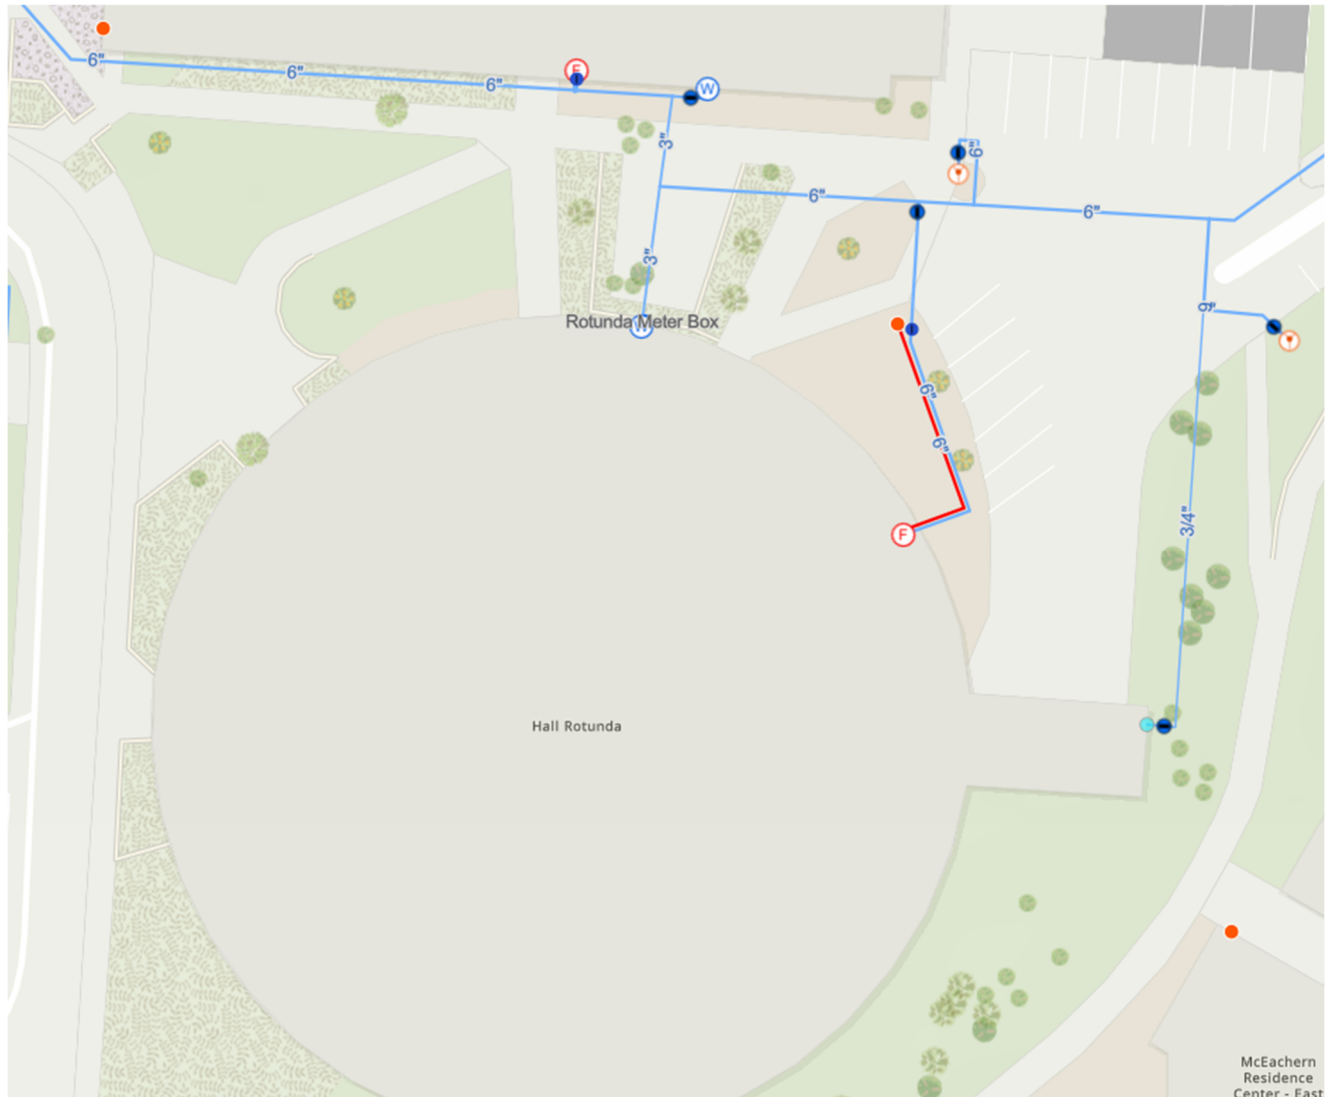 6"
6"
6"
F
W
3"
6"
6"
6"
3"
6"
Rotunda Meter Box
W
6"
6"
3/4"
F
Hall Rotunda
McEachern
Residence
Center - East